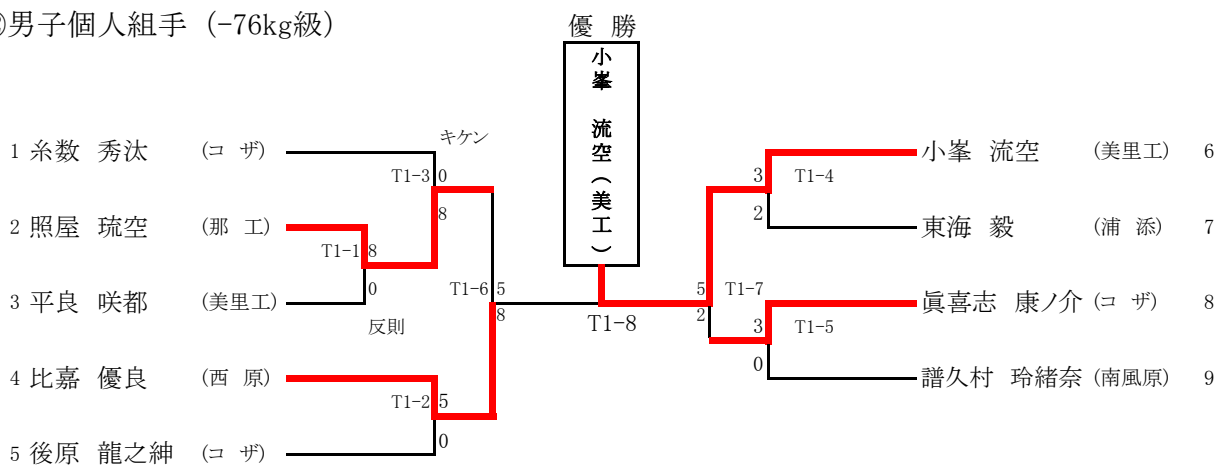 男子個人組手 (-76kg級)
優 勝
小峯 流空（美工）
1 糸数 秀汰 (コ ザ)
キケン
T1-3 0
8
2 照屋 琉空 (那 工)
T1-1 8
0
3 平良 咲都 (美里工)
反則
T1-6 5
8
4 比嘉 優良 (西 原)
T1-2 5
0
5 後原 龍之紳 (コ ザ)
T1-8
小峯 流空 (美里工) 6
3 T1-4
2
東海 毅 (浦 添) 7
5 T1-7
2
眞喜志 康ノ介 (コ ザ) 8
3 T1-5
0
譜久村 玲緒奈 (南風原) 9